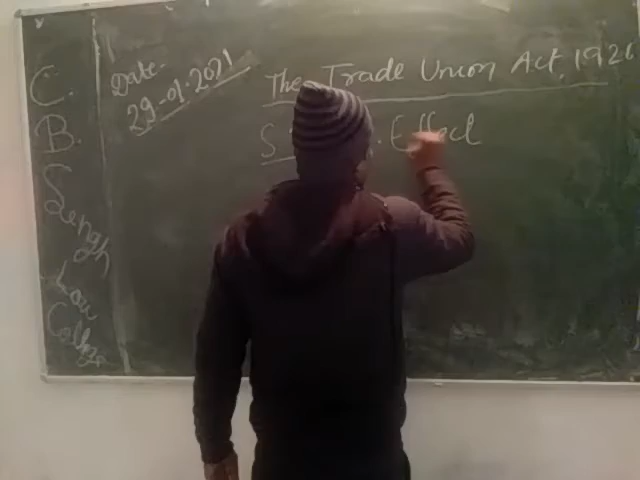 C.
B.
Singh
Law
College
Date-
29-01-2021
The Trade Union Act, 1926
S
Effect